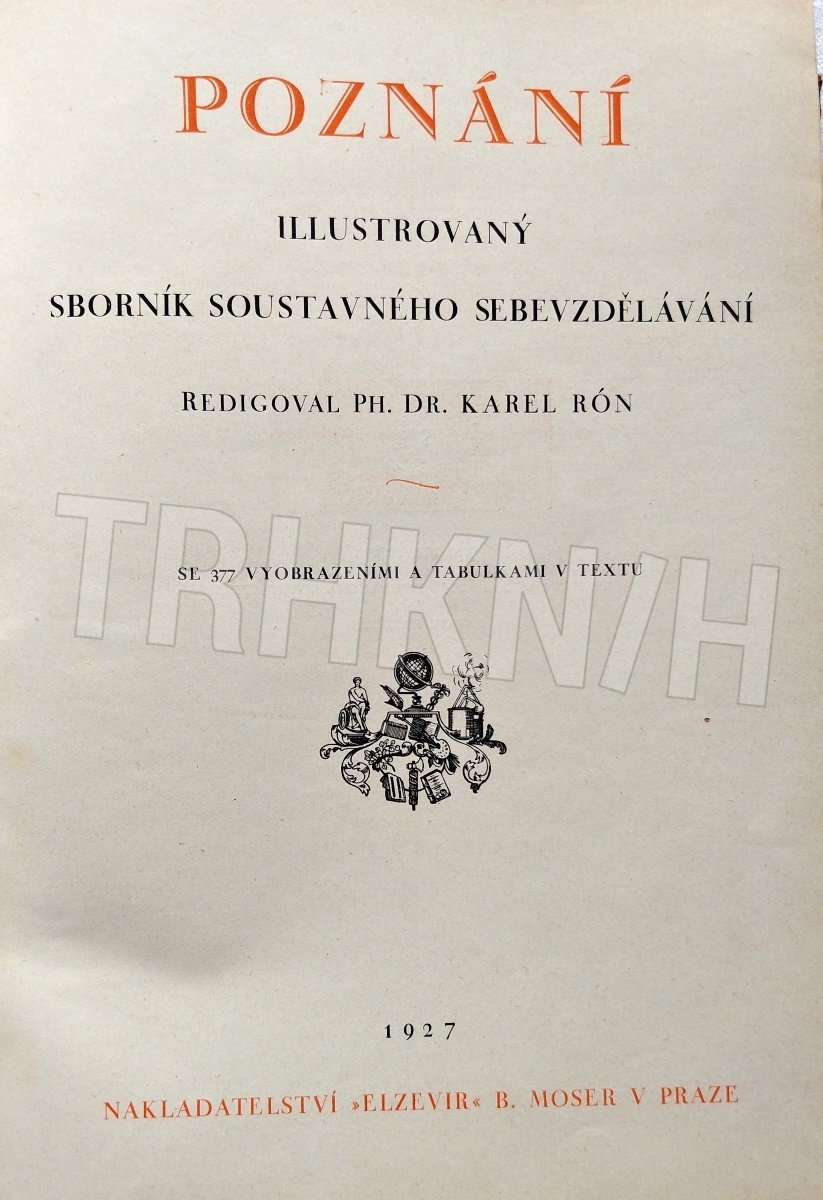 POZNÁNÍ
ILLUSTROVANÝ
SBORNÍK SOUSTAVNÉHO SEBEVZDĚLÁVÁNÍ
REDIGOVAL PH. DR. KAREL RÓN
SE 377 VYOBRAZENÍMI A TABULKAMI V TEXTU
TRHKN/H
1927
NAKLADATELSTVÍ »ELZEVIR« B. MOSER V PRAZE